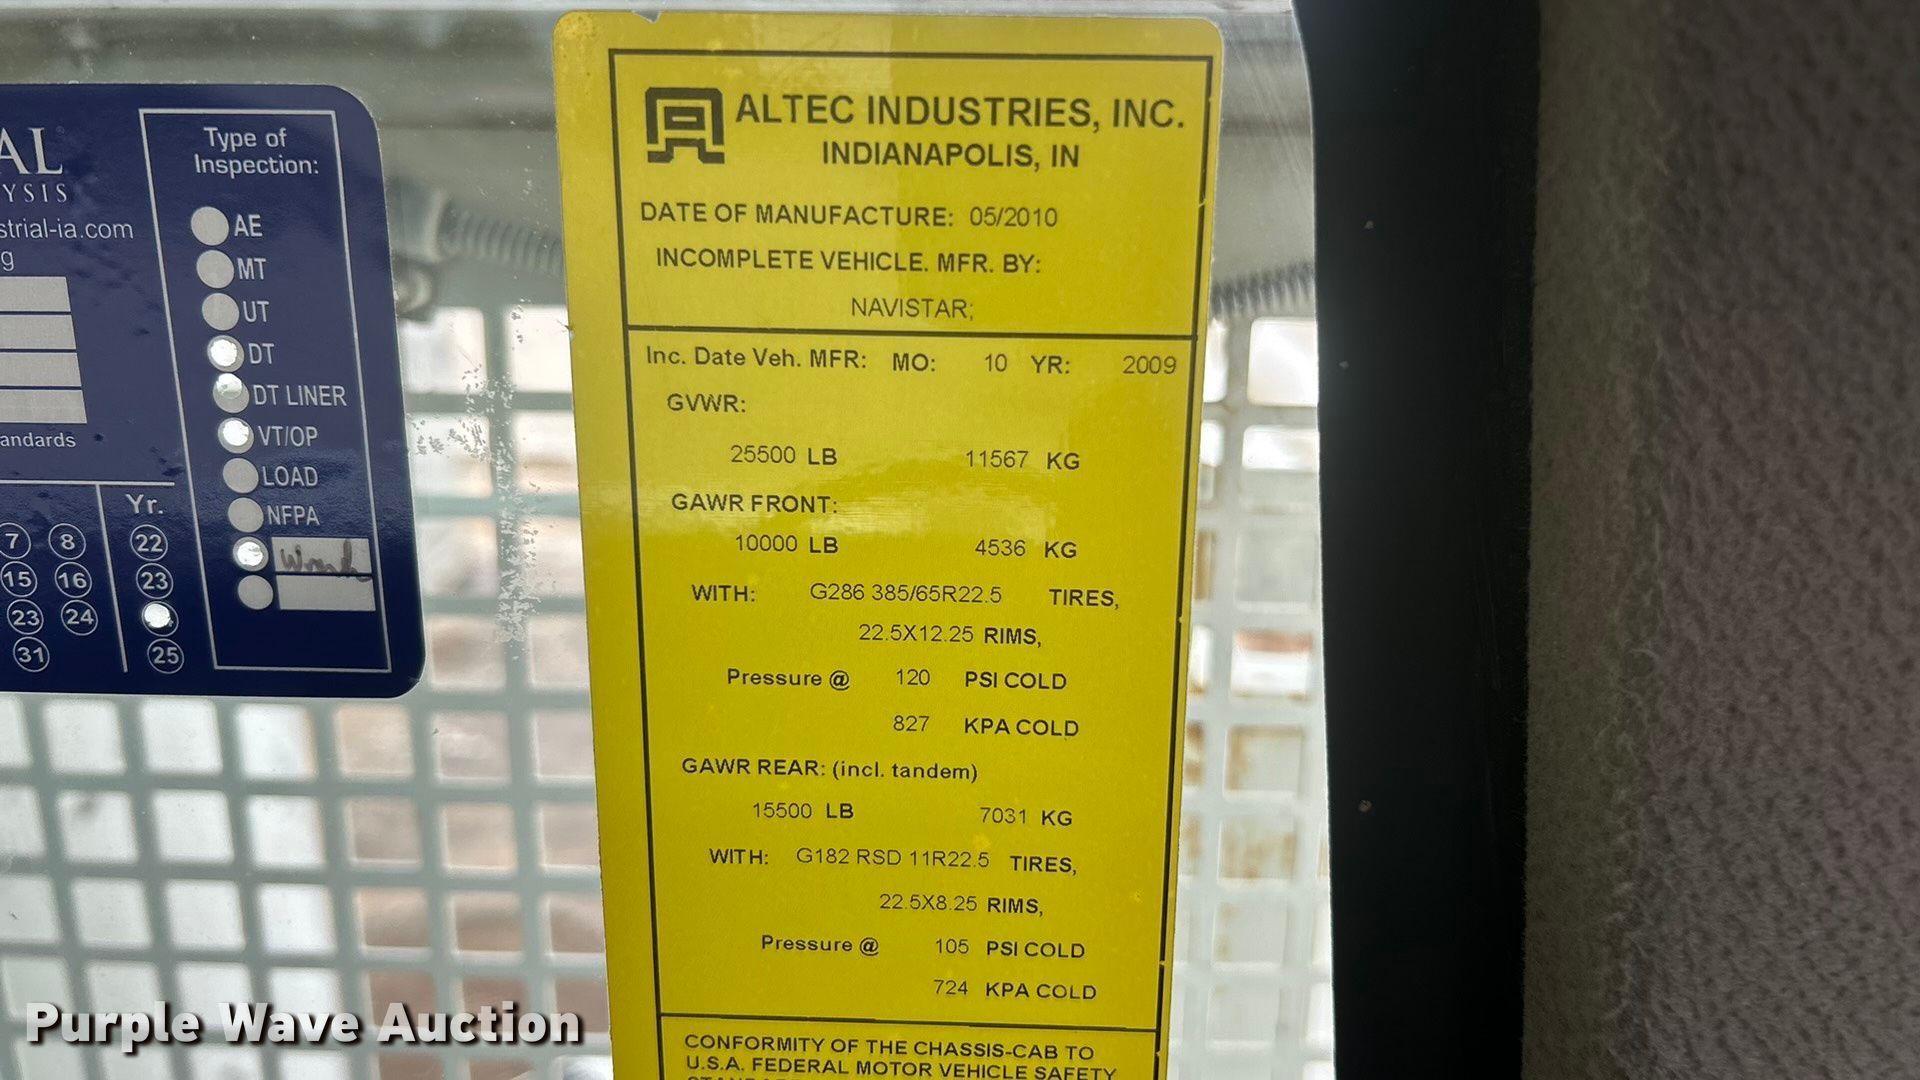 AL
YSIS
strial-ia.com
g
andards
Type of
Inspection:
AE
MT
UT
DT
DT LINER
VT/OP
LOAD
NFPA
Yr.
7 8 22
15 16 23
23 24
31 25
ALTEC INDUSTRIES, INC.
INDIANAPOLIS, IN
DATE OF MANUFACTURE: 05/2010
INCOMPLETE VEHICLE. MFR. BY:
NAVISTAR;
Inc. Date Veh. MFR: MO: 10 YR: 2009
GVWR:
25500 LB 11567 KG
GAWR FRONT:
10000 LB 4536 KG
WITH: G286 385/65R22.5 TIRES,
22.5X12.25 RIMS,
Pressure @ 120 PSI COLD
827 KPA COLD
GAWR REAR: (incl. tandem)
15500 LB 7031 KG
WITH: G182 RSD 11R22.5 TIRES,
22.5X8.25 RIMS,
Pressure @ 105 PSI COLD
724 KPA COLD
CONFORMITY OF THE CHASSIS-CAB TO
U.S.A. FEDERAL MOTOR VEHICLE SAFETY
Purple Wave Auction